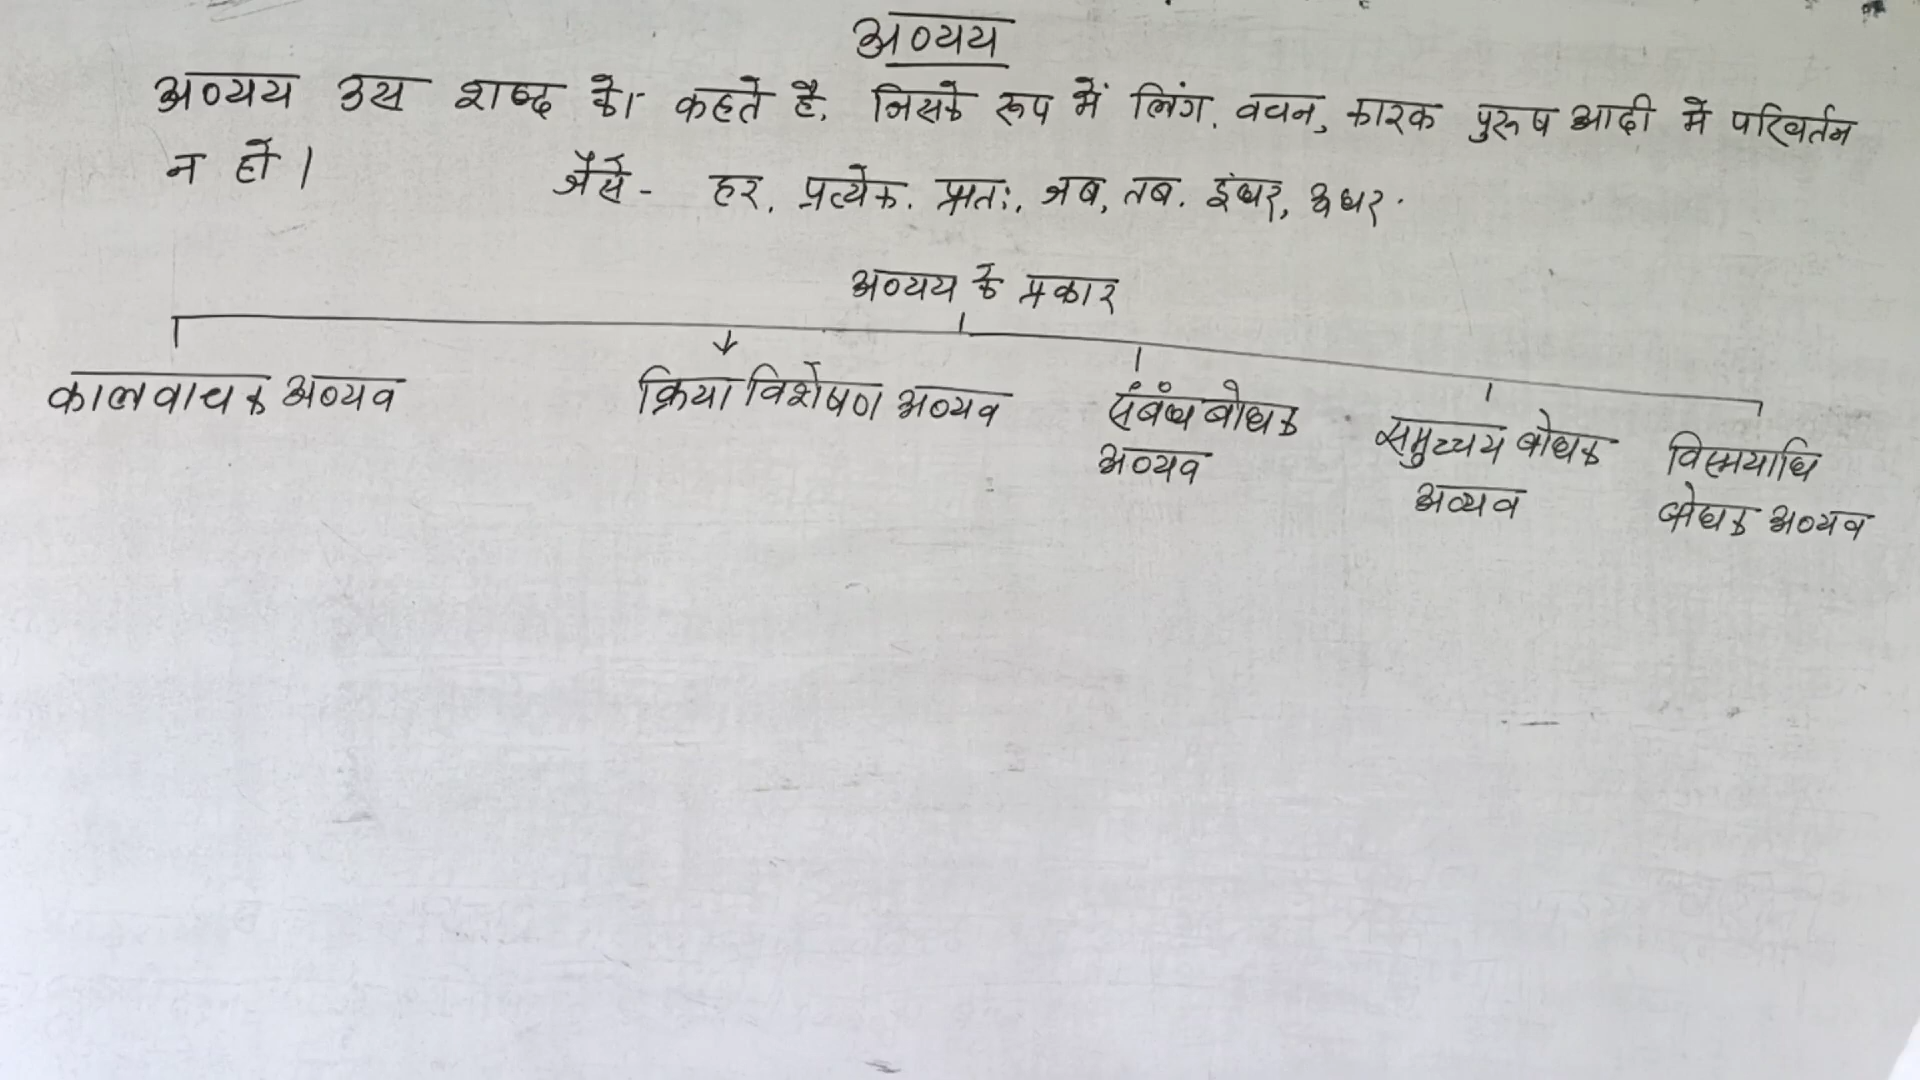 अव्यय
अव्यय उस शब्द को कहते है, जिसके रूप में लिंग, वचन, कारक पुरुष आदी मे परिवर्तन
न हो। जैसे - हर, प्रत्येक, प्रातः, जब, तब, इंधर, उधर.
अव्यय के प्रकार
कालवाचक अव्यव
क्रिया विशेषण अव्यव
संबंध बोधक
अव्यव
समुच्चय बोधक
अव्यव
विस्मयाधि
बोधक अव्यव